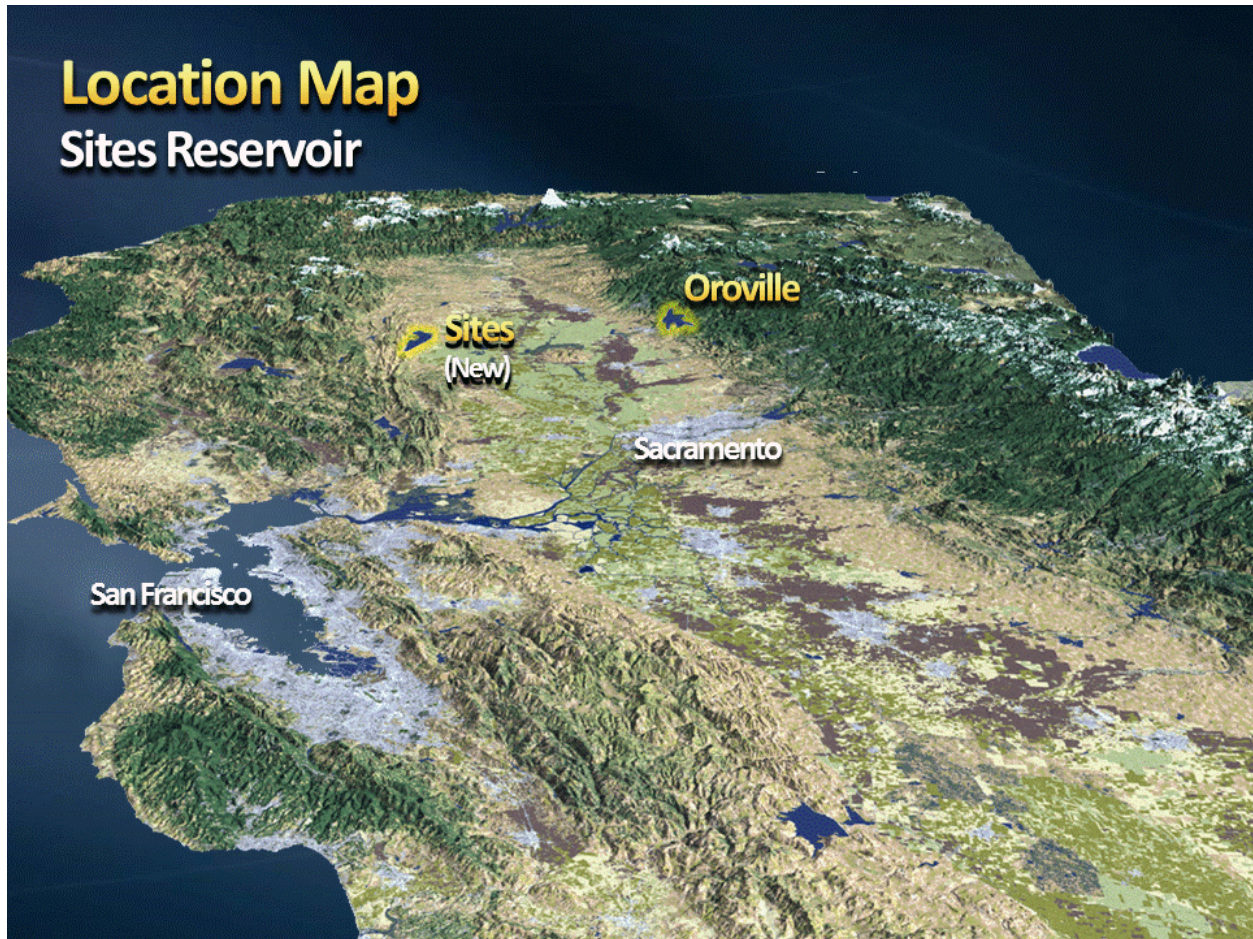 Location Map
Sites Reservoir
Oroville
Sites
(New)
Sacramento
San Francisco